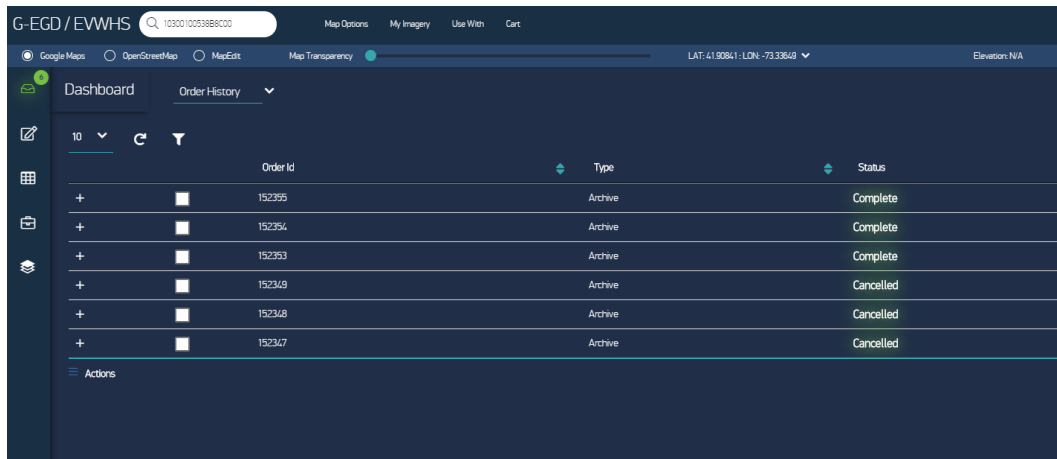 G-EGD / EVWHS 10300100538B8C00 Map Options My Imagery Use With Cart
Google Maps OpenStreetMap MapEdit Map Transparency LAT: 41.90841 : LON: -73.33649 Elevation: N/A
6
Dashboard Order History
10
Order Id Type Status
152355 Archive Complete
152354 Archive Complete
152353 Archive Complete
152349 Archive Cancelled
152348 Archive Cancelled
152347 Archive Cancelled
Actions